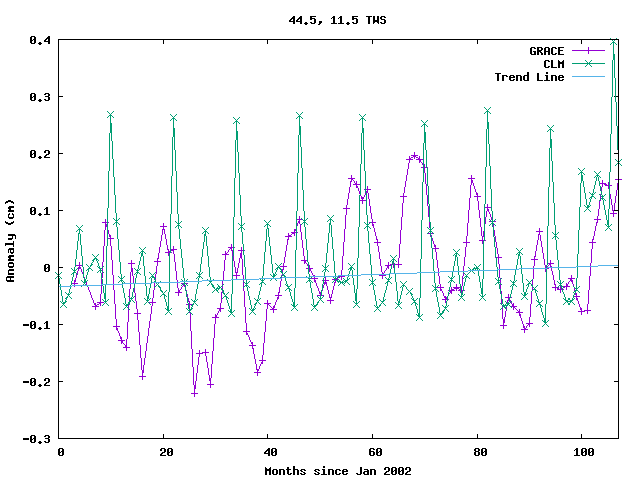 44.5, 11.5 TWS
GRACE
CLM
Trend Line
0.4
0.3
0.2
0.1
0
-0.1
-0.2
-0.3
Anomaly (cm)
0 20 40 60 80 100
Months since Jan 2002